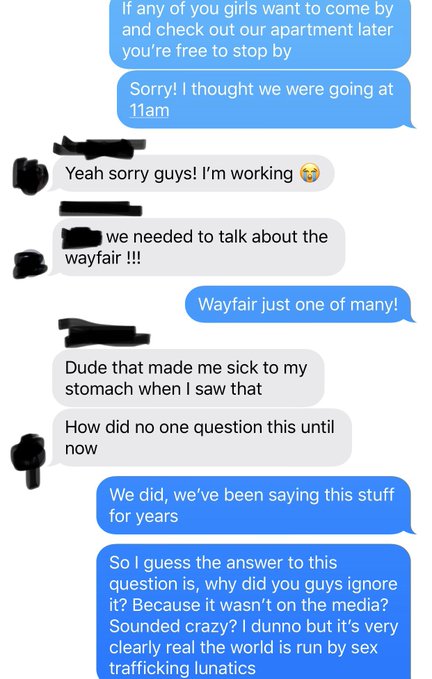 If any of you girls want to come by
and check out our apartment later
you're free to stop by
Sorry! I thought we were going at
11am
Yeah sorry guys! I'm working 😭
we needed to talk about the
wayfair !!!
Wayfair just one of many!
Dude that made me sick to my
stomach when I saw that
How did no one question this until
now
We did, we've been saying this stuff
for years
So I guess the answer to this
question is, why did you guys ignore
it? Because it wasn't on the media?
Sounded crazy? I dunno but it's very
clearly real the world is run by sex
trafficking lunatics